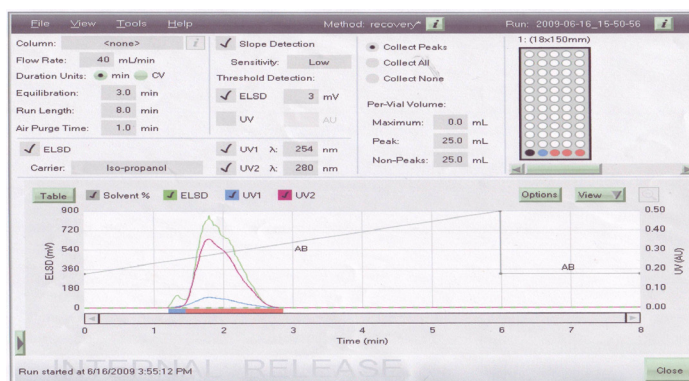 File View Tools Help Method: recovery* i Run: 2009-06-16_15-50-56 i
Column: <none> i
Flow Rate: 40 mL/min
Duration Units: min CV
Equilibration: 3.0 min
Run Length: 8.0 min
Air Purge Time: 1.0 min
ELSD
Carrier: Iso-propanol
Slope Detection
Sensitivity: Low
Threshold Detection:
ELSD 3 mV
UV AU
UV1 λ: 254 nm
UV2 λ: 280 nm
Collect Peaks
Collect All
Collect None
Per-Vial Volume:
Maximum: 0.0 mL
Peak: 25.0 mL
Non-Peaks: 25.0 mL
1: (18x150mm)
Table Solvent % ELSD UV1 UV2 Options View
900 0.50
720 0.40
540 0.30
360 0.20
180 0.10
0 0.00
ELSD (mV)
UV (AU)
AB
AB
0 1 2 3 4 5 6 7 8
Time (min)
INTERNAL RELEASE
Run started at 6/16/2009 3:55:12 PM Close